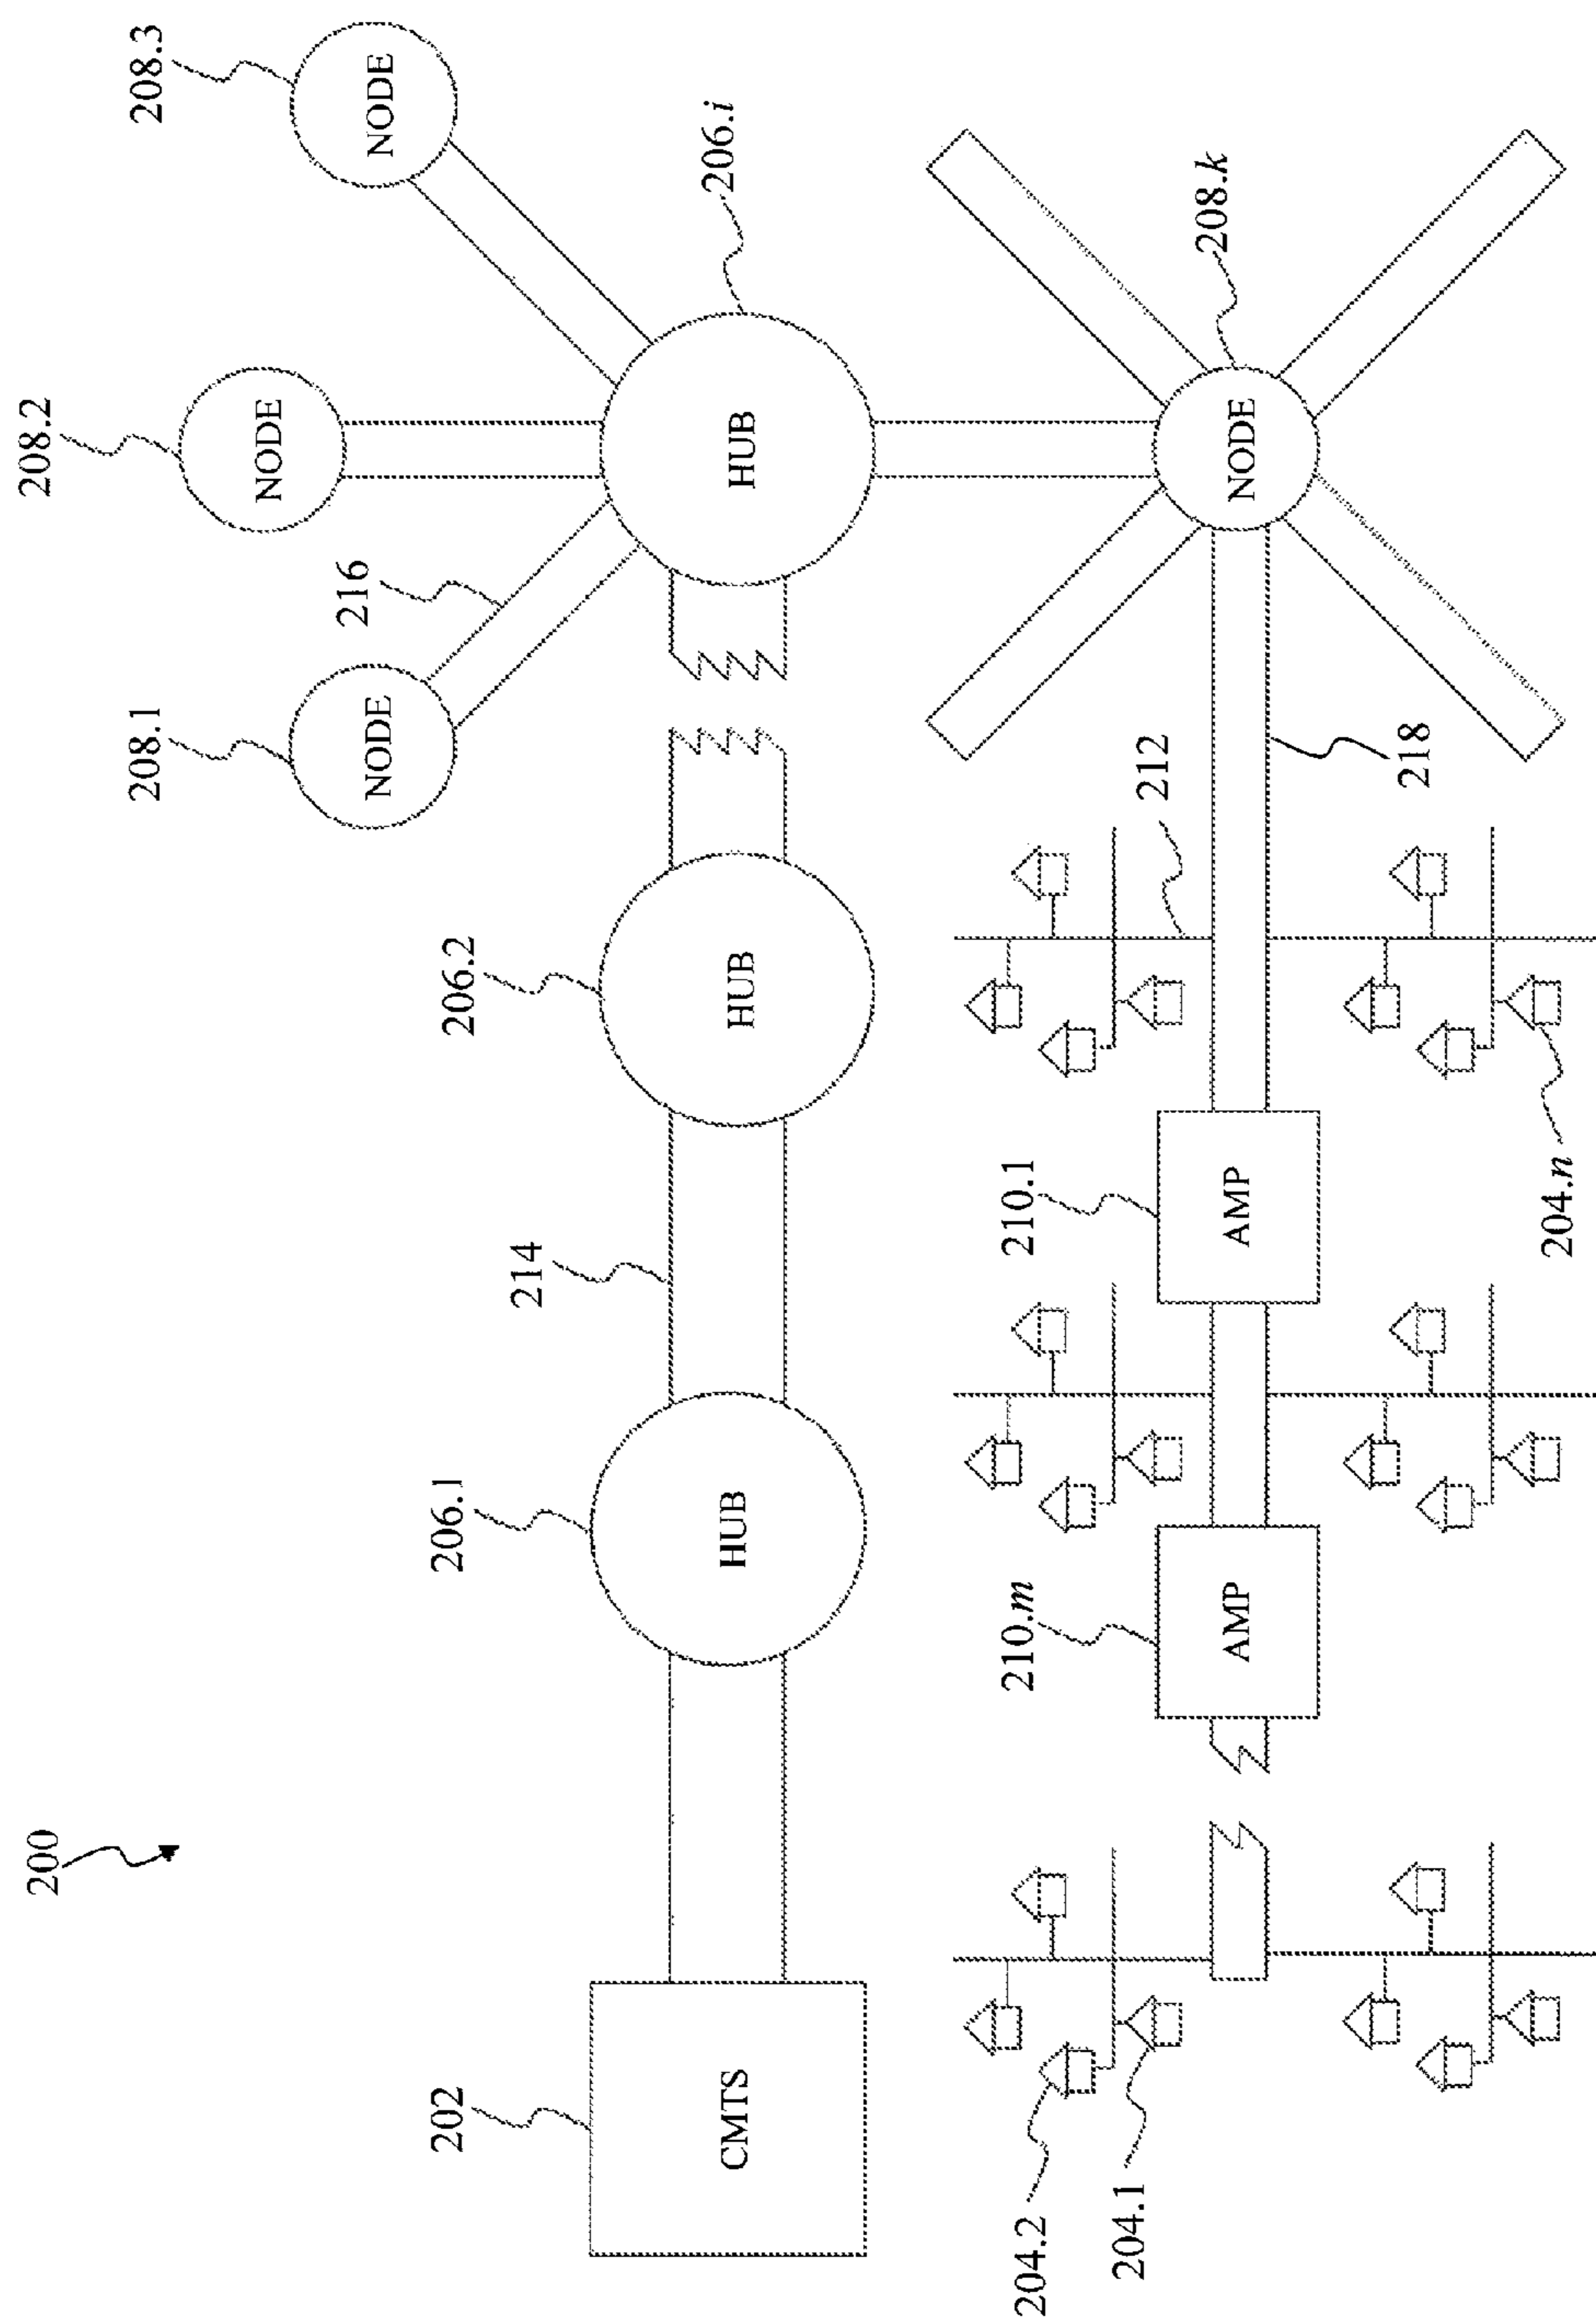 200
208.1
208.2
208.3
NODE
NODE
NODE
216
202
206.1
214
206.2
206.i
CMTS
HUB
HUB
HUB
210.m
210.1
212
208.k
AMP
AMP
NODE
218
204.2
204.1
204.n